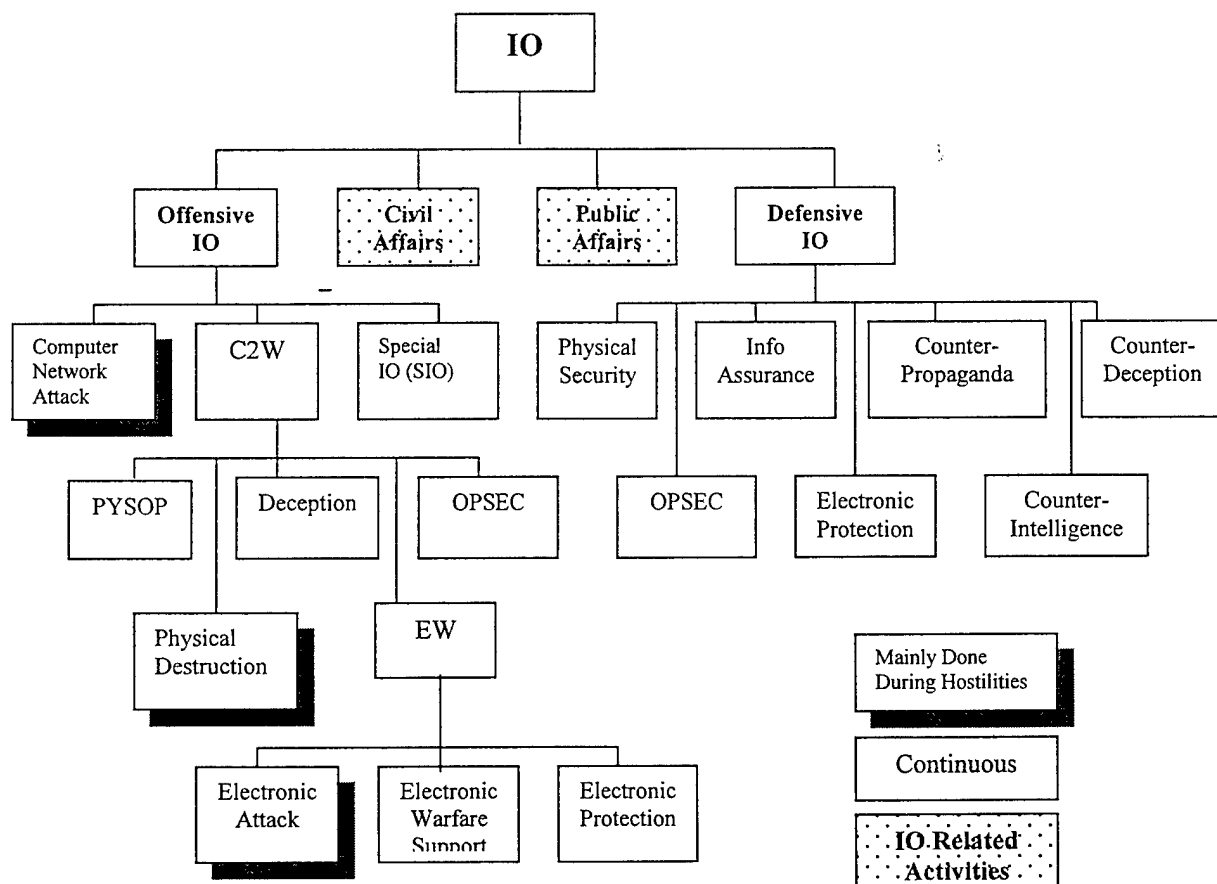 IO
Offensive
IO
Civil
Affairs
Public
Affairs
Defensive
IO
Computer
Network
Attack
C2W
Special
IO (SIO)
Physical
Security
Info
Assurance
Counter-
Propaganda
Counter-
Deception
PYSOP
Deception
OPSEC
OPSEC
Electronic
Protection
Counter-
Intelligence
Physical
Destruction
EW
Mainly Done
During Hostilities
Electronic
Attack
Electronic
Warfare
Support
Electronic
Protection
Continuous
IO Related
Activities